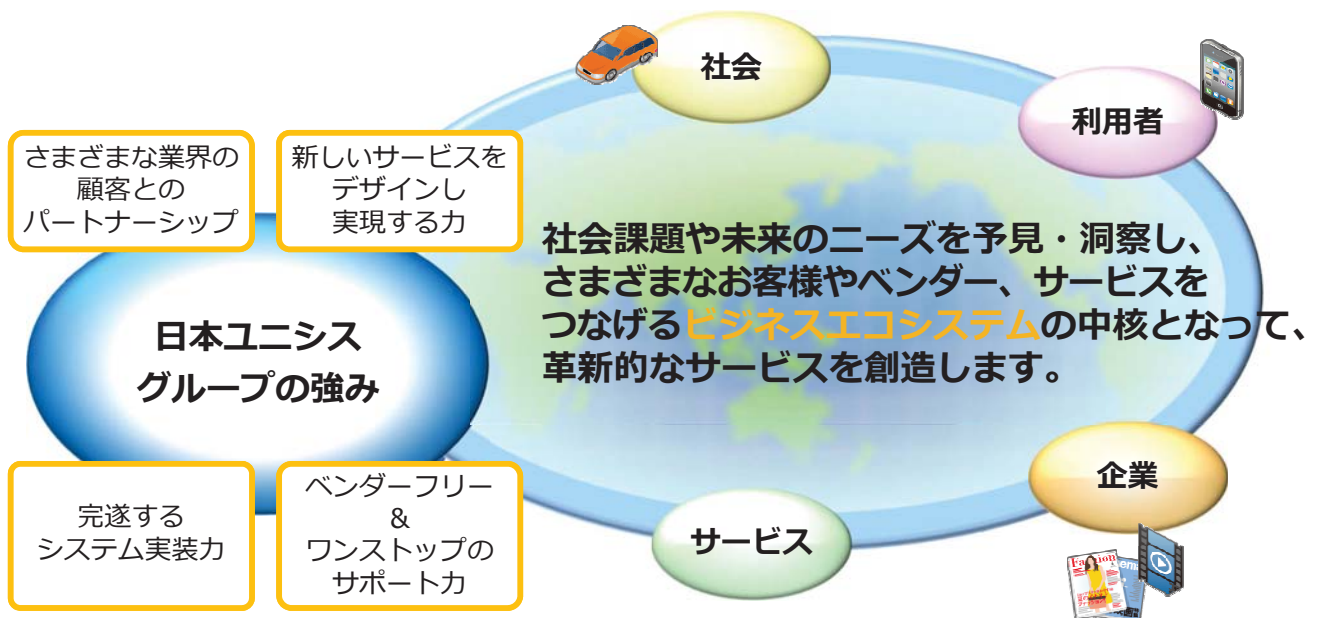 社会
利用者
さまざまな業界の
顧客との
パートナーシップ
新しいサービスを
デザインし
実現する力
社会課題や未来のニーズを予見・洞察し、
さまざまなお客様やベンダー、サービスを
つなげるビジネスエコシステムの中核となって、
革新的なサービスを創造します。
日本ユニシス
グループの強み
完遂する
システム実装力
ベンダーフリー
&
ワンストップの
サポート力
サービス
企業
Fashion